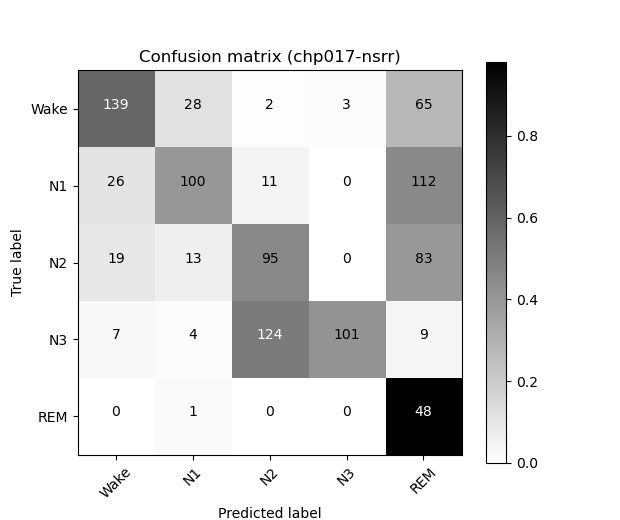 Confusion matrix (chp017-nsrr)
Wake 139 28 2 3 65
N1 26 100 11 0 112
N2 19 13 95 0 83
N3 7 4 124 101 9
REM 0 1 0 0 48
Wake N1 N2 N3 REM
True label
Predicted label
0.8
0.6
0.4
0.2
0.0